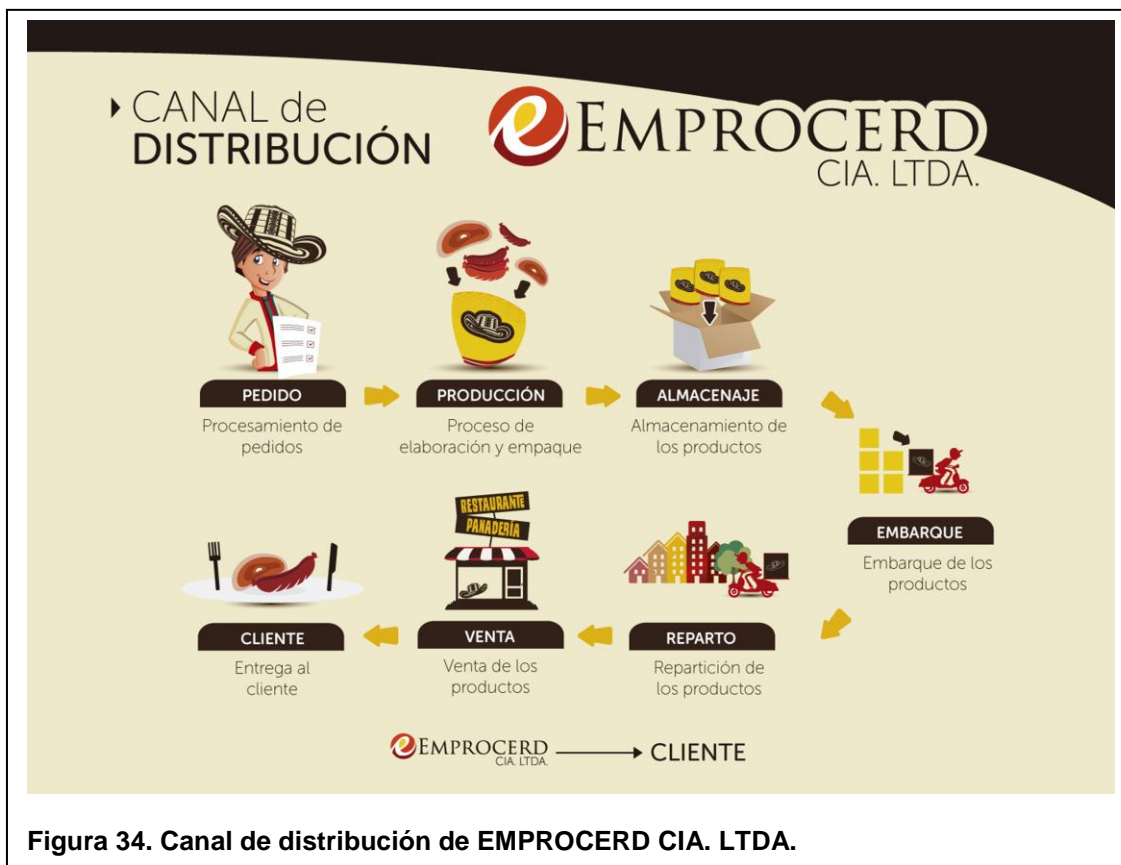 CANAL de
DISTRIBUCIÓN
EMPROCERD
CIA. LTDA.
PEDIDO
Procesamiento de
pedidos
PRODUCCIÓN
Proceso de
elaboración y empaque
ALMACENAJE
Almacenamiento de
los productos
EMBARQUE
Embarque de los
productos
REPARTO
Repartición de
los productos
RESTAURANTE
PANADERÍA
VENTA
Venta de los
productos
CLIENTE
Entrega al
cliente
EMPROCERD
CIA. LTDA.
CLIENTE
Figura 34. Canal de distribución de EMPROCERD CIA. LTDA.